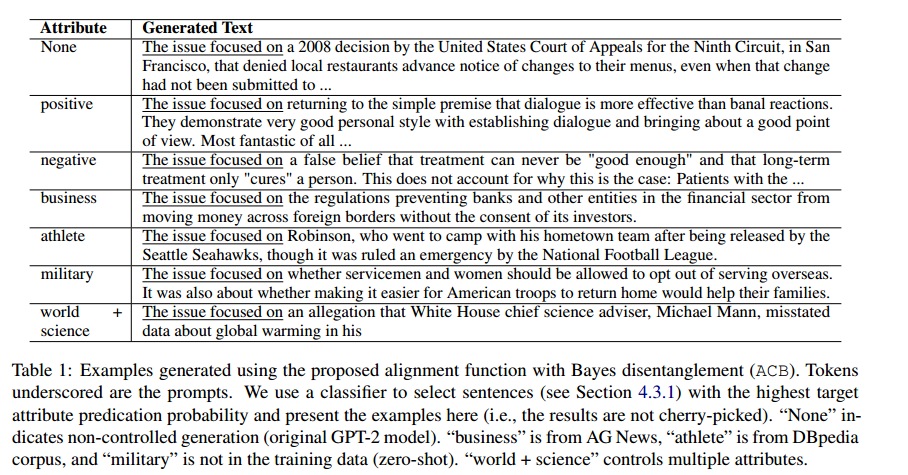 Attribute Generated Text
None The issue focused on a 2008 decision by the United States Court of Appeals for the Ninth Circuit, in San
Francisco, that denied local restaurants advance notice of changes to their menus, even when that change
had not been submitted to ...
positive The issue focused on returning to the simple premise that dialogue is more effective than banal reactions.
They demonstrate very good personal style with establishing dialogue and bringing about a good point
of view. Most fantastic of all ...
negative The issue focused on a false belief that treatment can never be "good enough" and that long-term
treatment only "cures" a person. This does not account for why this is the case: Patients with the ...
business The issue focused on the regulations preventing banks and other entities in the financial sector from
moving money across foreign borders without the consent of its investors.
athlete The issue focused on Robinson, who went to camp with his hometown team after being released by the
Seattle Seahawks, though it was ruled an emergency by the National Football League.
military The issue focused on whether servicemen and women should be allowed to opt out of serving overseas.
It was also about whether making it easier for American troops to return home would help their families.
world + The issue focused on an allegation that White House chief science adviser, Michael Mann, misstated
science data about global warming in his
Table 1: Examples generated using the proposed alignment function with Bayes disentanglement (ACB). Tokens
underscored are the prompts. We use a classifier to select sentences (see Section 4.3.1) with the highest target
attribute predication probability and present the examples here (i.e., the results are not cherry-picked). “None” in-
dicates non-controlled generation (original GPT-2 model). “business” is from AG News, “athlete” is from DBpedia
corpus, and “military” is not in the training data (zero-shot). “world + science” controls multiple attributes.